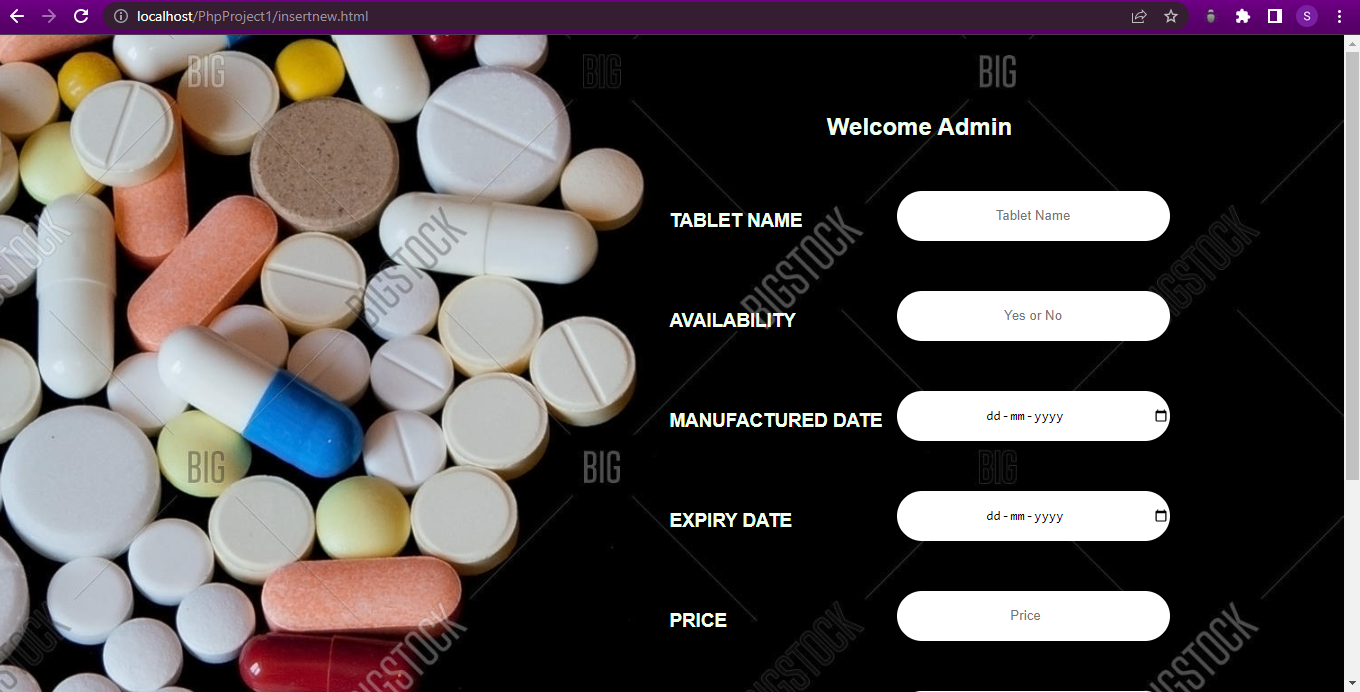 localhost/PhpProject1/insertnew.html
S
BIG
BIG
BIG
Welcome Admin
TABLET NAME
Tablet Name
BIGSTOCK
BIGSTOCK
BIGSTOCK
BIGSTOCK
AVAILABILITY
Yes or No
MANUFACTURED DATE
dd-mm-yyyy
BIG
BIG
BIG
EXPIRY DATE
dd-mm-yyyy
PRICE
Price
BIGSTOCK
BIGSTOCK
BIGSTOCK